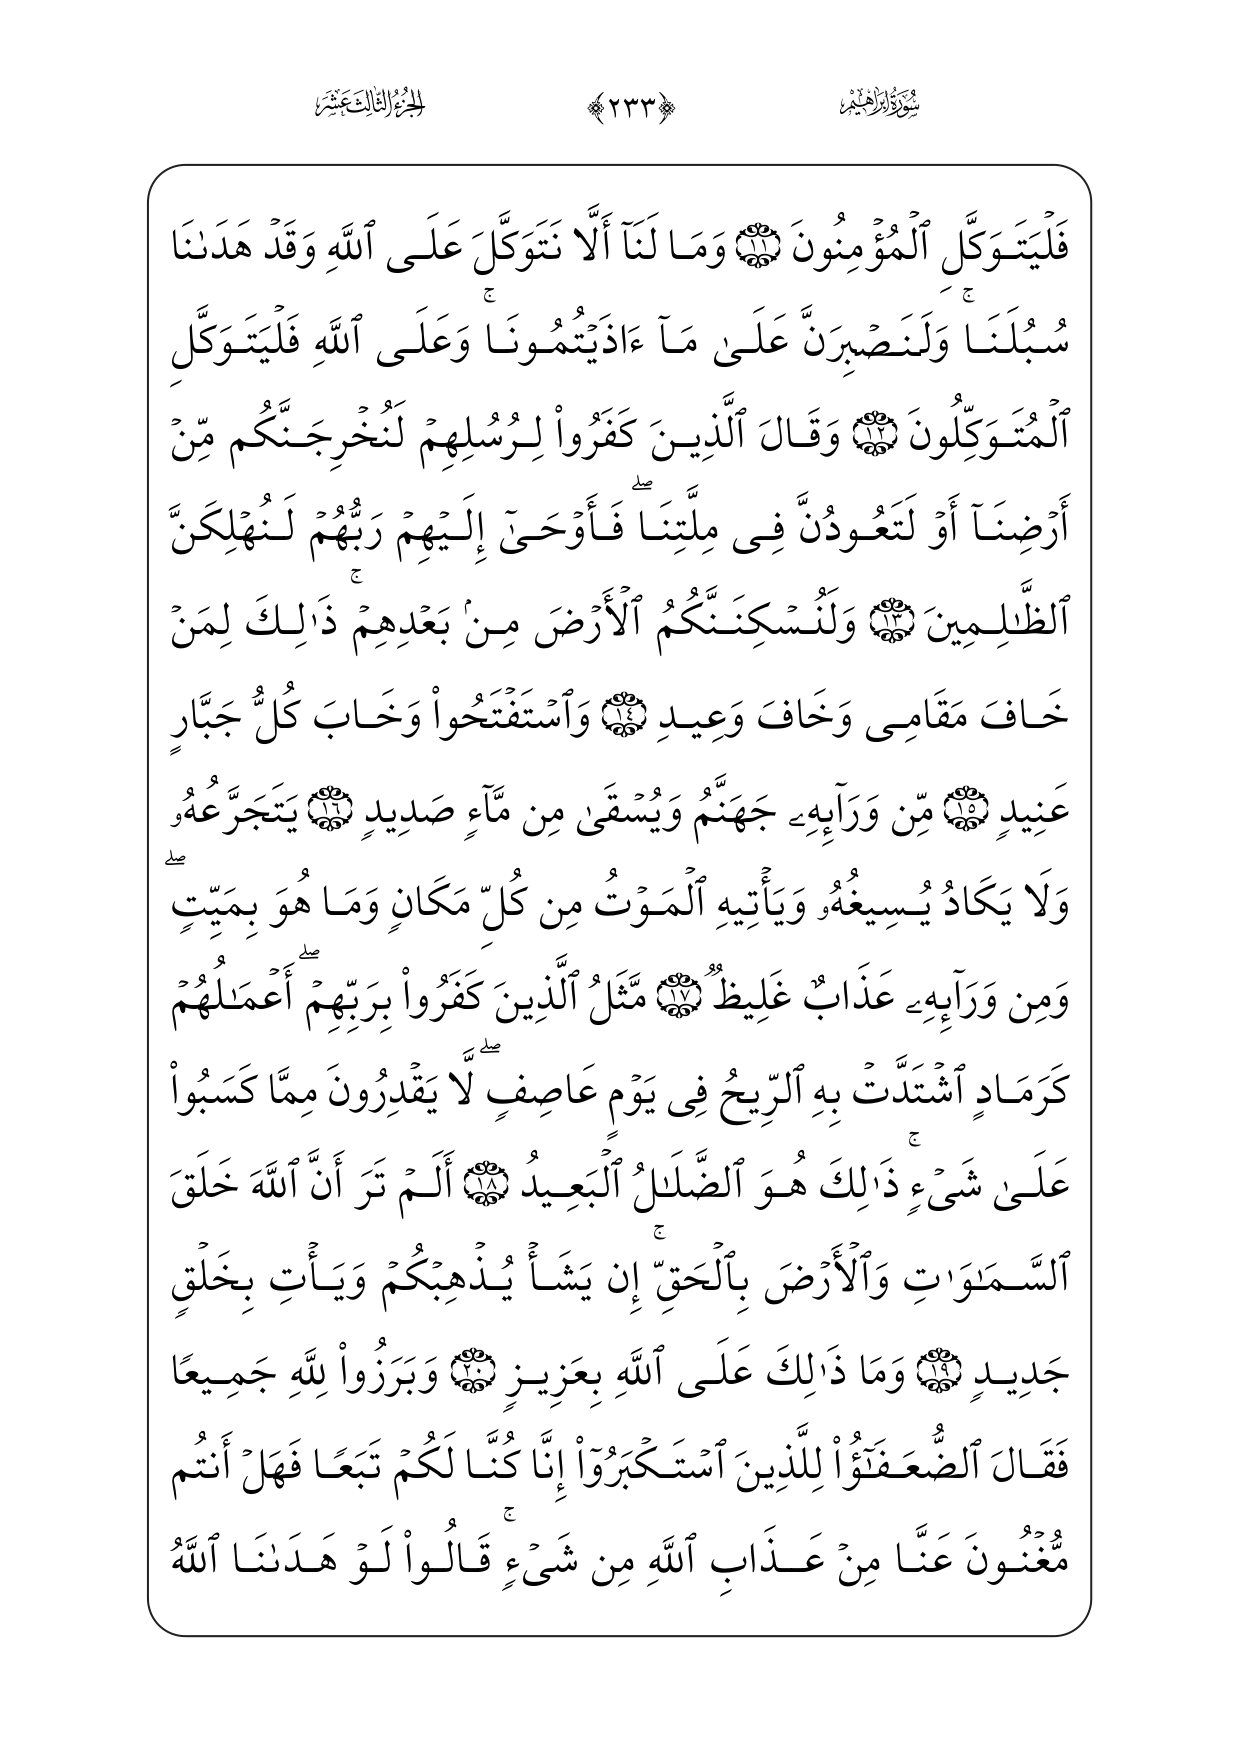 سُورَةُ إِبْرَاهِيم ﴿٢٣٣﴾ الجُزْءُ الثَّالِثَ عَشَرَ
فَلۡيَتَوَكَّلِ ٱلۡمُؤۡمِنُونَ ١١ وَمَا لَنَآ أَلَّا نَتَوَكَّلَ عَلَى ٱللَّهِ وَقَدۡ هَدَىٰنَا
سُبُلَنَاۚ وَلَنَصۡبِرَنَّ عَلَىٰ مَآ ءَاذَيۡتُمُونَاۚ وَعَلَى ٱللَّهِ فَلۡيَتَوَكَّلِ
ٱلۡمُتَوَكِّلُونَ ١٢ وَقَالَ ٱلَّذِينَ كَفَرُواْ لِرُسُلِهِمۡ لَنُخۡرِجَنَّكُم مِّنۡ
أَرۡضِنَآ أَوۡ لَتَعُودُنَّ فِي مِلَّتِنَاۖ فَأَوۡحَىٰٓ إِلَيۡهِمۡ رَبُّهُمۡ لَنُهۡلِكَنَّ
ٱلظَّٰلِمِينَ ١٣ وَلَنُسۡكِنَنَّكُمُ ٱلۡأَرۡضَ مِنۢ بَعۡدِهِمۡۚ ذَٰلِكَ لِمَنۡ
خَافَ مَقَامِي وَخَافَ وَعِيدِ ١٤ وَٱسۡتَفۡتَحُواْ وَخَابَ كُلُّ جَبَّارٍ
عَنِيدٖ ١٥ مِّن وَرَآئِهِۦ جَهَنَّمُ وَيُسۡقَىٰ مِن مَّآءٖ صَدِيدٖ ١٦ يَتَجَرَّعُهُۥ
وَلَا يَكَادُ يُسِيغُهُۥ وَيَأۡتِيهِ ٱلۡمَوۡتُ مِن كُلِّ مَكَانٖ وَمَا هُوَ بِمَيِّتٖۖ
وَمِن وَرَآئِهِۦ عَذَابٌ غَلِيظٞ ١٧ مَّثَلُ ٱلَّذِينَ كَفَرُواْ بِرَبِّهِمۡۖ أَعۡمَٰلُهُمۡ
كَرَمَادٍ ٱشۡتَدَّتۡ بِهِ ٱلرِّيحُ فِي يَوۡمٍ عَاصِفٖۖ لَّا يَقۡدِرُونَ مِمَّا كَسَبُواْ
عَلَىٰ شَيۡءٖۚ ذَٰلِكَ هُوَ ٱلضَّلَٰلُ ٱلۡبَعِيدُ ١٨ أَلَمۡ تَرَ أَنَّ ٱللَّهَ خَلَقَ
ٱلسَّمَٰوَٰتِ وَٱلۡأَرۡضَ بِٱلۡحَقِّۚ إِن يَشَأۡ يُذۡهِبۡكُمۡ وَيَأۡتِ بِخَلۡقٖ
جَدِيدٖ ١٩ وَمَا ذَٰلِكَ عَلَى ٱللَّهِ بِعَزِيزٖ ٢٠ وَبَرَزُواْ لِلَّهِ جَمِيعٗا
فَقَالَ ٱلضُّعَفَٰٓؤُاْ لِلَّذِينَ ٱسۡتَكۡبَرُوٓاْ إِنَّا كُنَّا لَكُمۡ تَبَعٗا فَهَلۡ أَنتُم
مُّغۡنُونَ عَنَّا مِنۡ عَذَابِ ٱللَّهِ مِن شَيۡءٖۚ قَالُواْ لَوۡ هَدَىٰنَا ٱللَّهُ